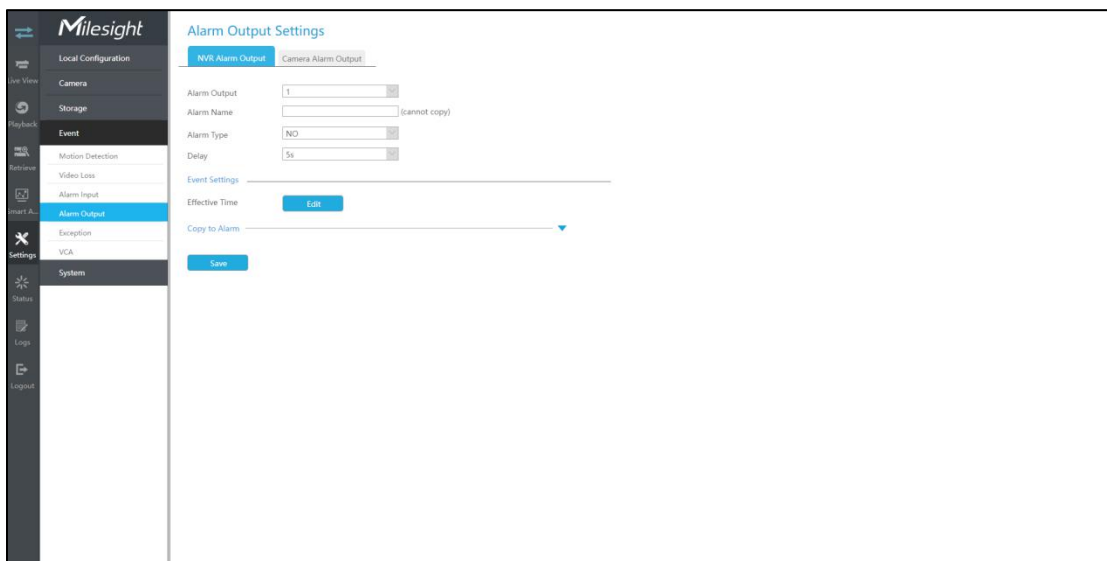 Milesight
Live View
Playback
Retrieve
Smart A...
Settings
Status
Logs
Logout
Local Configuration
Camera
Storage
Event
Motion Detection
Video Loss
Alarm Input
Alarm Output
Exception
VCA
System
Alarm Output Settings
NVR Alarm Output Camera Alarm Output
Alarm Output 1
Alarm Name (cannot copy)
Alarm Type NO
Delay 5s
Event Settings
Effective Time Edit
Copy to Alarm
Save